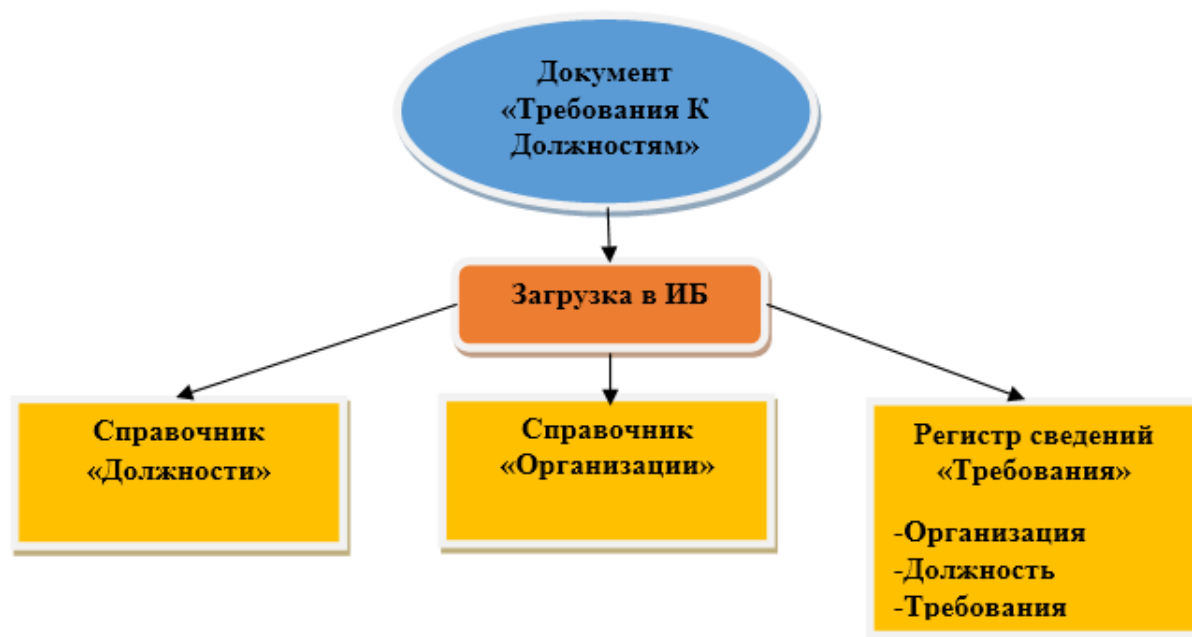 Документ
«Требования К
Должностям»
Загрузка в ИБ
Справочник
«Должности»
Справочник
«Организации»
Регистр сведений
«Требования»
-Организация
-Должность
-Требования